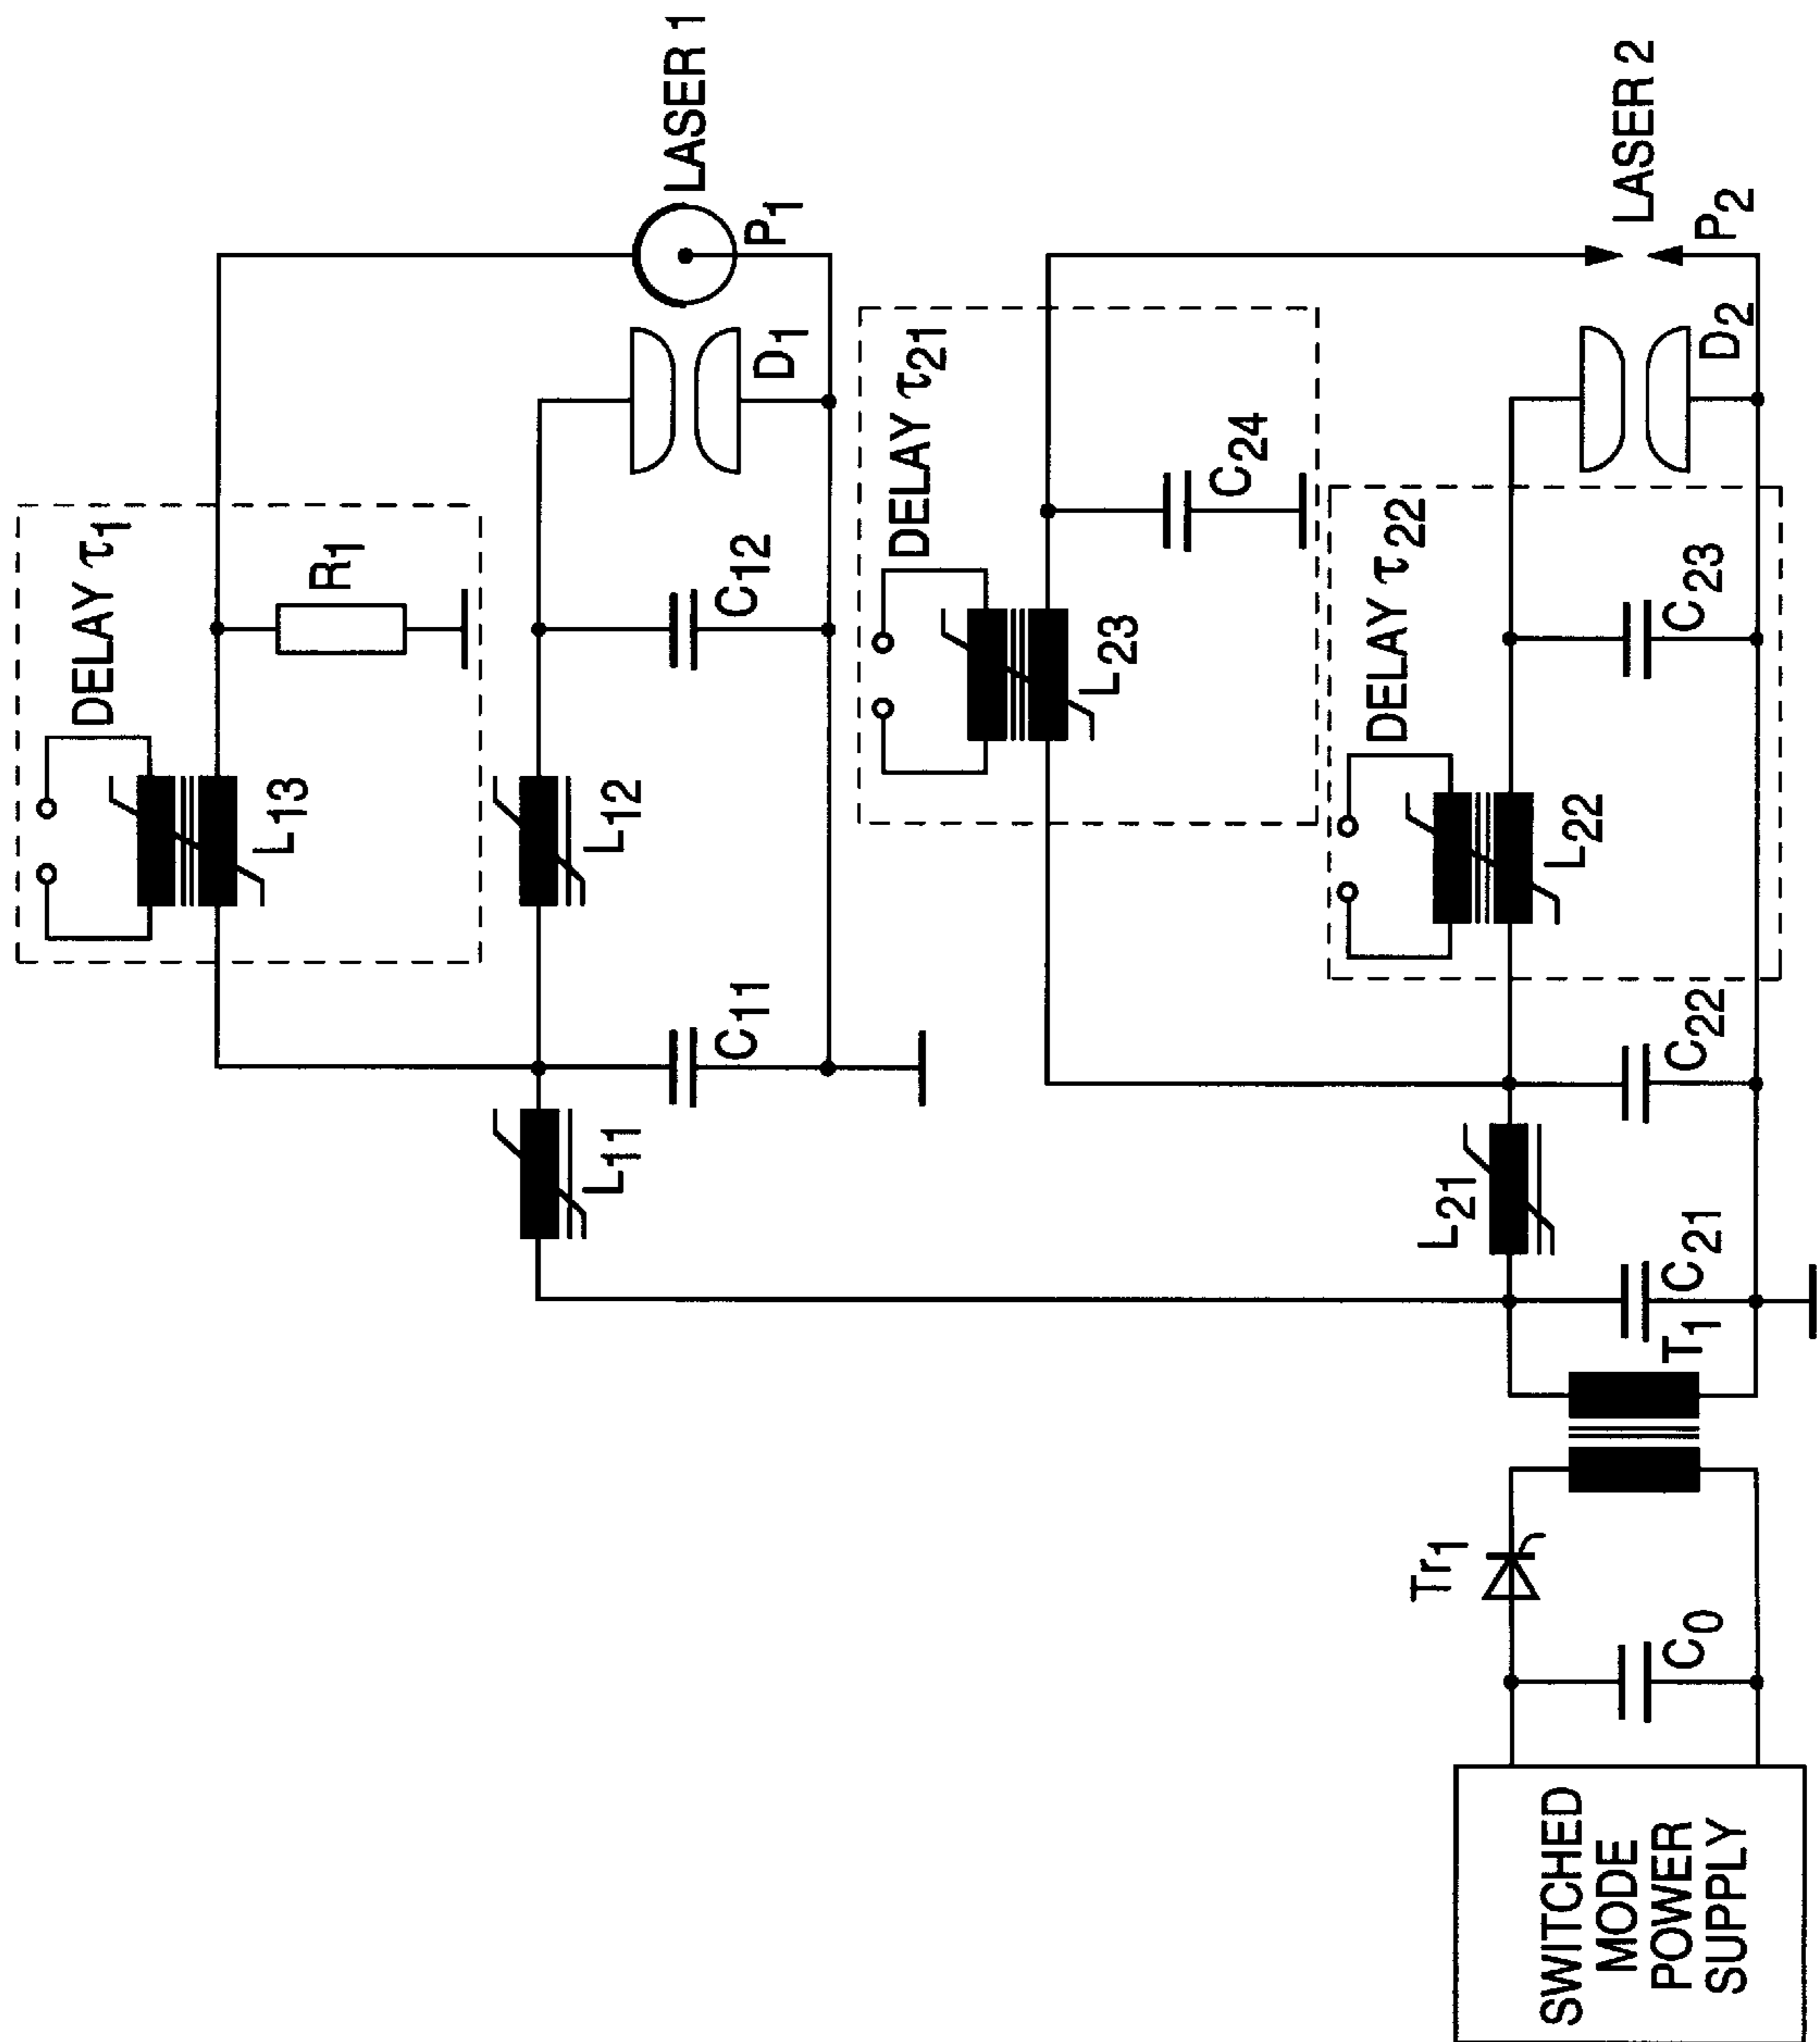 DELAY τ1
R1
L13
LASER 1
P1
D1
L11
L12
C11
C12
DELAY τ21
L23
C24
LASER 2
P2
D2
DELAY τ22
L22
C23
L21
C21
C22
T1
Tr1
C0
SWITCHED
MODE
POWER
SUPPLY